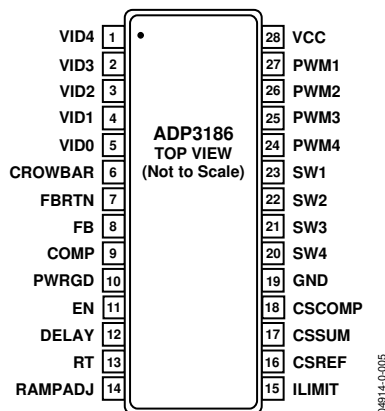 VID4 1 28 VCC
VID3 2 27 PWM1
VID2 3 26 PWM2
VID1 4 25 PWM3
VID0 5 24 PWM4
ADP3186
TOP VIEW
(Not to Scale)
CROWBAR 6 23 SW1
FBRTN 7 22 SW2
FB 8 21 SW3
COMP 9 20 SW4
PWRGD 10 19 GND
EN 11 18 CSCOMP
DELAY 12 17 CSSUM
RT 13 16 CSREF
RAMPADJ 14 15 ILIMIT
04914-0-005